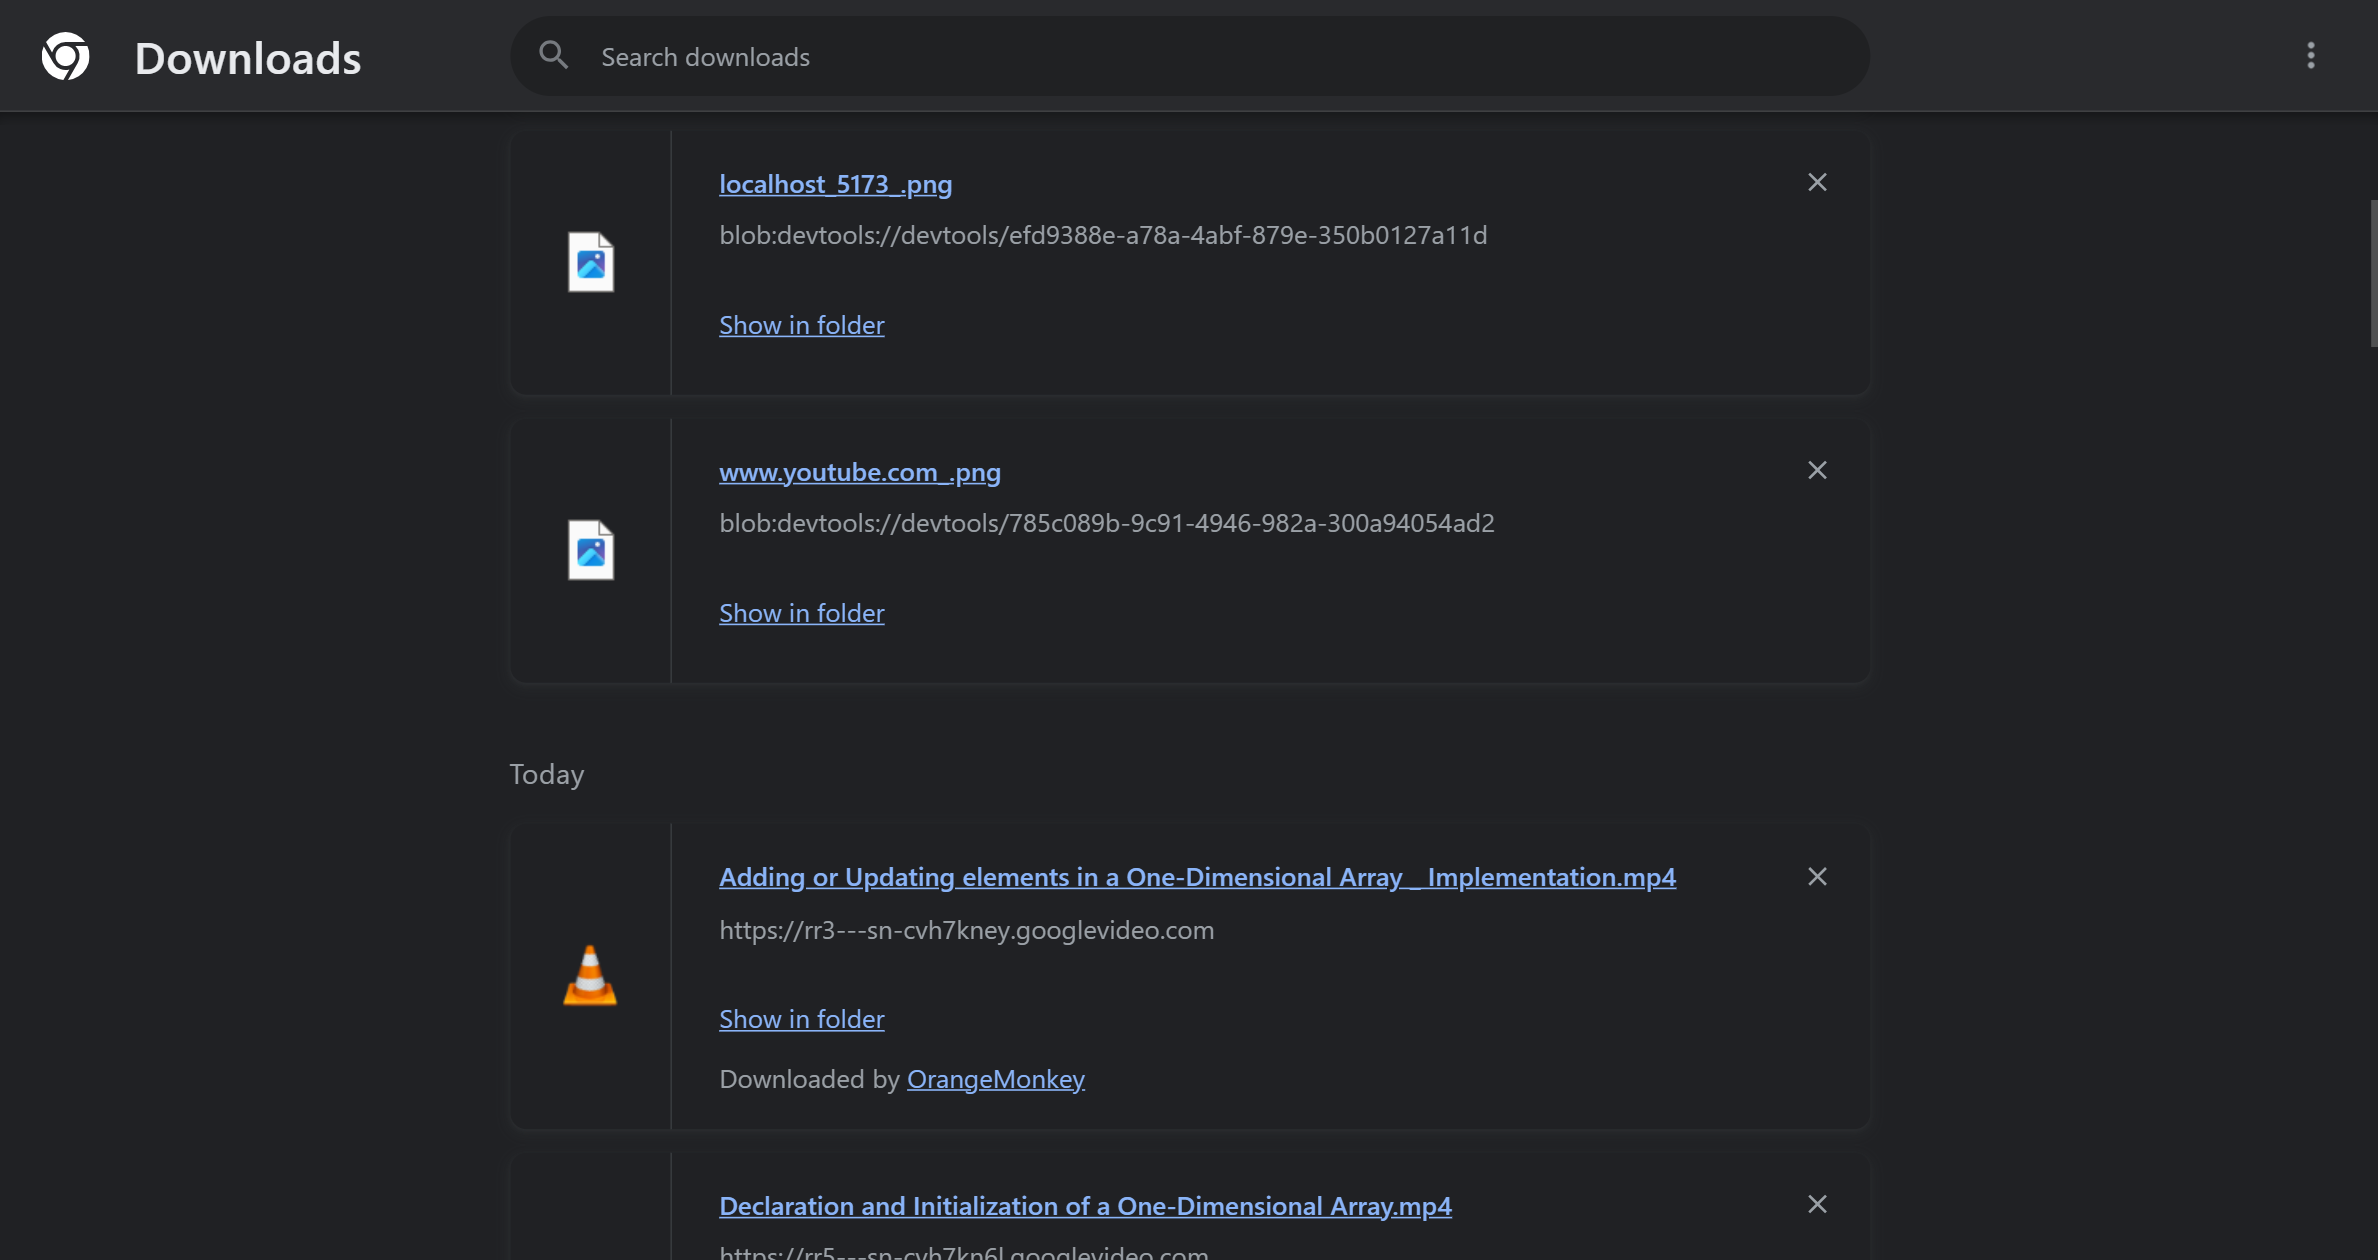 Downloads
Search downloads
localhost_5173_.png
blob:devtools://devtools/efd9388e-a78a-4abf-879e-350b0127a11d
Show in folder
www.youtube.com_.png
blob:devtools://devtools/785c089b-9c91-4946-982a-300a94054ad2
Show in folder
Today
Adding or Updating elements in a One-Dimensional Array _ Implementation.mp4
https://rr3---sn-cvh7kney.googlevideo.com
Show in folder
Downloaded by OrangeMonkey
Declaration and Initialization of a One-Dimensional Array.mp4
https://rr5---sn-cvh7kn6l.googlevideo.com